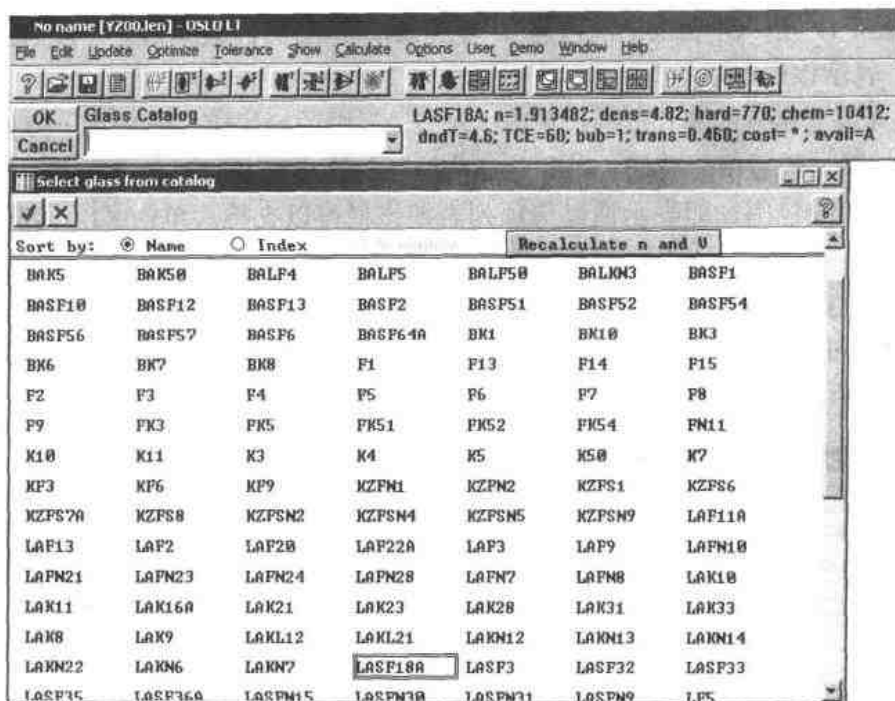 No name [YZ00.len] - OSLO LT
File Edit Update Optimize Tolerance Show Calculate Options User Demo Window Help
OK Glass Catalog
Cancel
LASF18A; n=1.913482; dens=4.82; hard=770; chem=10412;
dndT=4.6; TCE=60; bub=1; trans=0.460; cost= * ; avail=A
Select glass from catalog
Sort by: Name Index Recalculate n and V
BAK5 BAK50 BALF4 BALF5 BALF50 BALKN3 BASF1
BASF10 BASF12 BASF13 BASF2 BASF51 BASF52 BASF54
BASF56 BASF57 BASF6 BASF64A BK1 BK10 BK3
BK6 BK7 BK8 F1 F13 F14 F15
F2 F3 F4 F5 F6 F7 F8
F9 FK3 FK5 FK51 FK52 FK54 FN11
K10 K11 K3 K4 K5 K50 K7
KF3 KF6 KF9 KZFN1 KZFN2 KZFS1 KZFS6
KZFS7A KZFS8 KZFSN2 KZFSN4 KZFSN5 KZFSN9 LAF11A
LAF13 LAF2 LAF20 LAF22A LAF3 LAF9 LAFN10
LAFN21 LAFN23 LAFN24 LAFN28 LAFN7 LAFN8 LAK10
LAK11 LAK16A LAK21 LAK23 LAK28 LAK31 LAK33
LAK8 LAK9 LAKL12 LAKL21 LAKN12 LAKN13 LAKN14
LAKN22 LAKN6 LAKN7 LASF18A LASF3 LASF32 LASF33
LASF35 LASF36A LASFN15 LASFN30 LASFN31 LASFN9 LF5